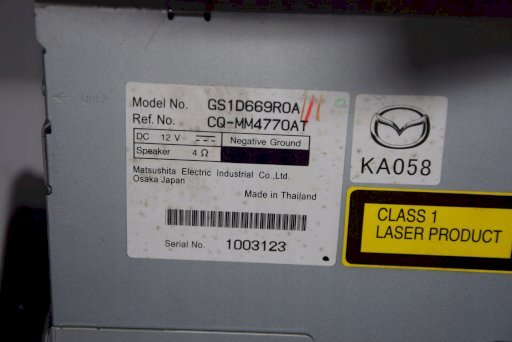 Model No. GS1D669R0A
Ref. No. CQ-MM4770AT
DC 12 V Negative Ground
Speaker 4 Ω
Matsushita Electric Industrial Co.,Ltd.
Osaka Japan
Made in Thailand
Serial No. 1003123
KA058
CLASS 1
LASER PRODUCT